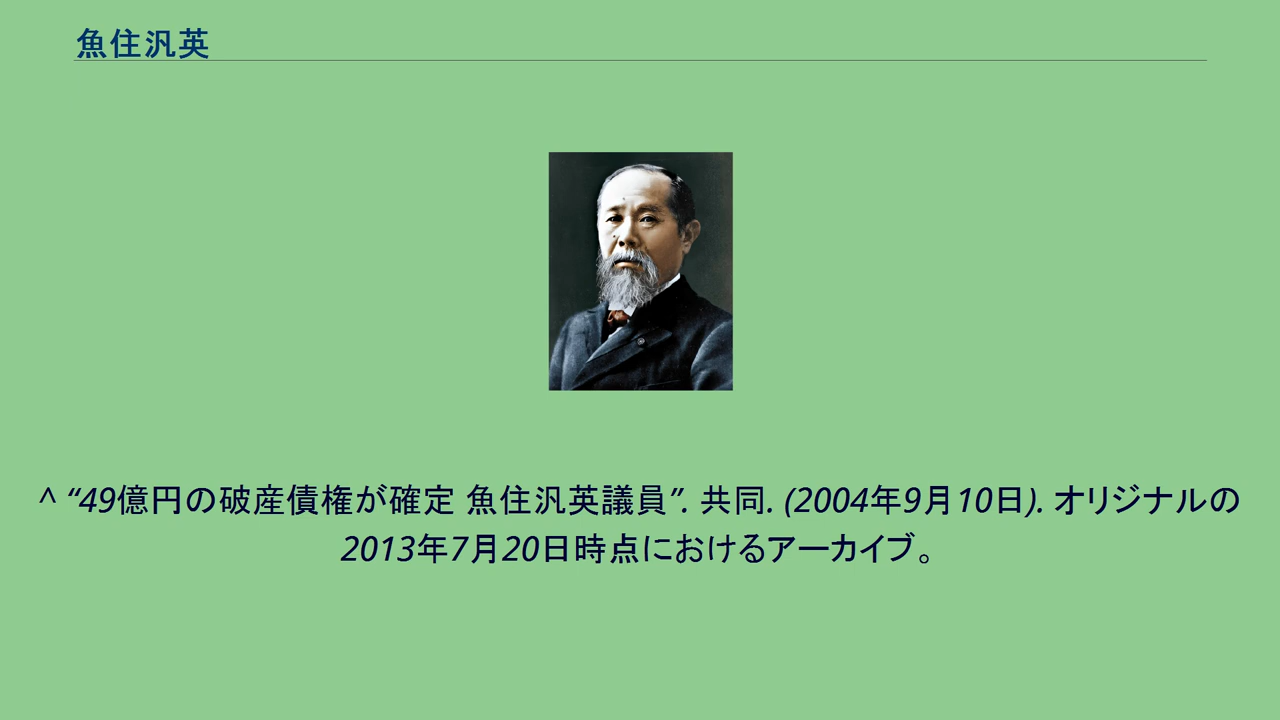 魚住汎英
^ “49億円の破産債権が確定 魚住汎英議員”. 共同. (2004年9月10日). オリジナルの
2013年7月20日時点におけるアーカイブ。